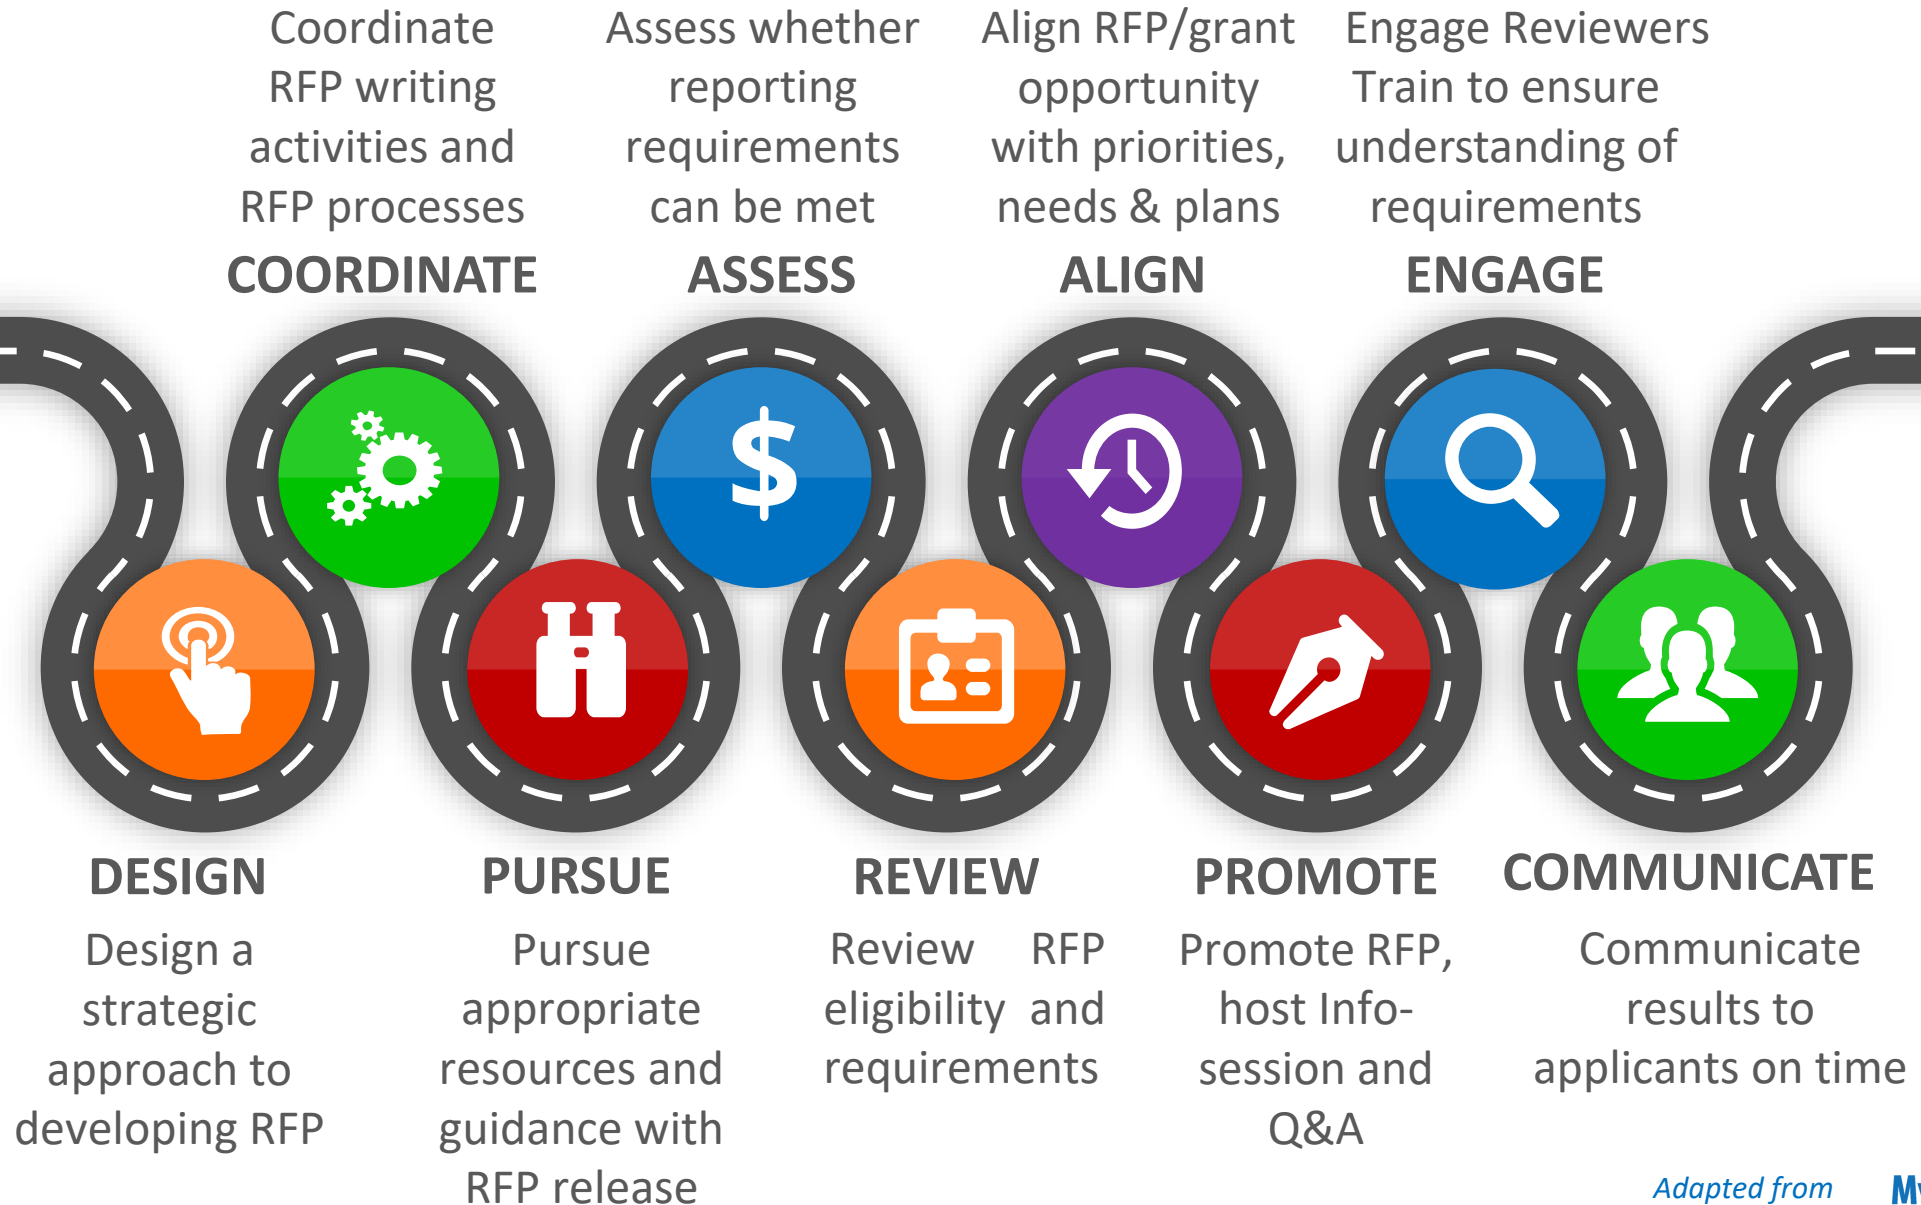 Coordinate
RFP writing
activities and
RFP processes
COORDINATE
Assess whether
reporting
requirements
can be met
ASSESS
Align RFP/grant
opportunity
with priorities,
needs & plans
ALIGN
Engage Reviewers
Train to ensure
understanding of
requirements
ENGAGE
$
DESIGN
Design a
strategic
approach to
developing RFP
PURSUE
Pursue
appropriate
resources and
guidance with
RFP release
REVIEW
Review RFP
eligibility and
requirements
PROMOTE
Promote RFP,
host Info-
session and
Q&A
COMMUNICATE
Communicate
results to
applicants on time
Adapted from